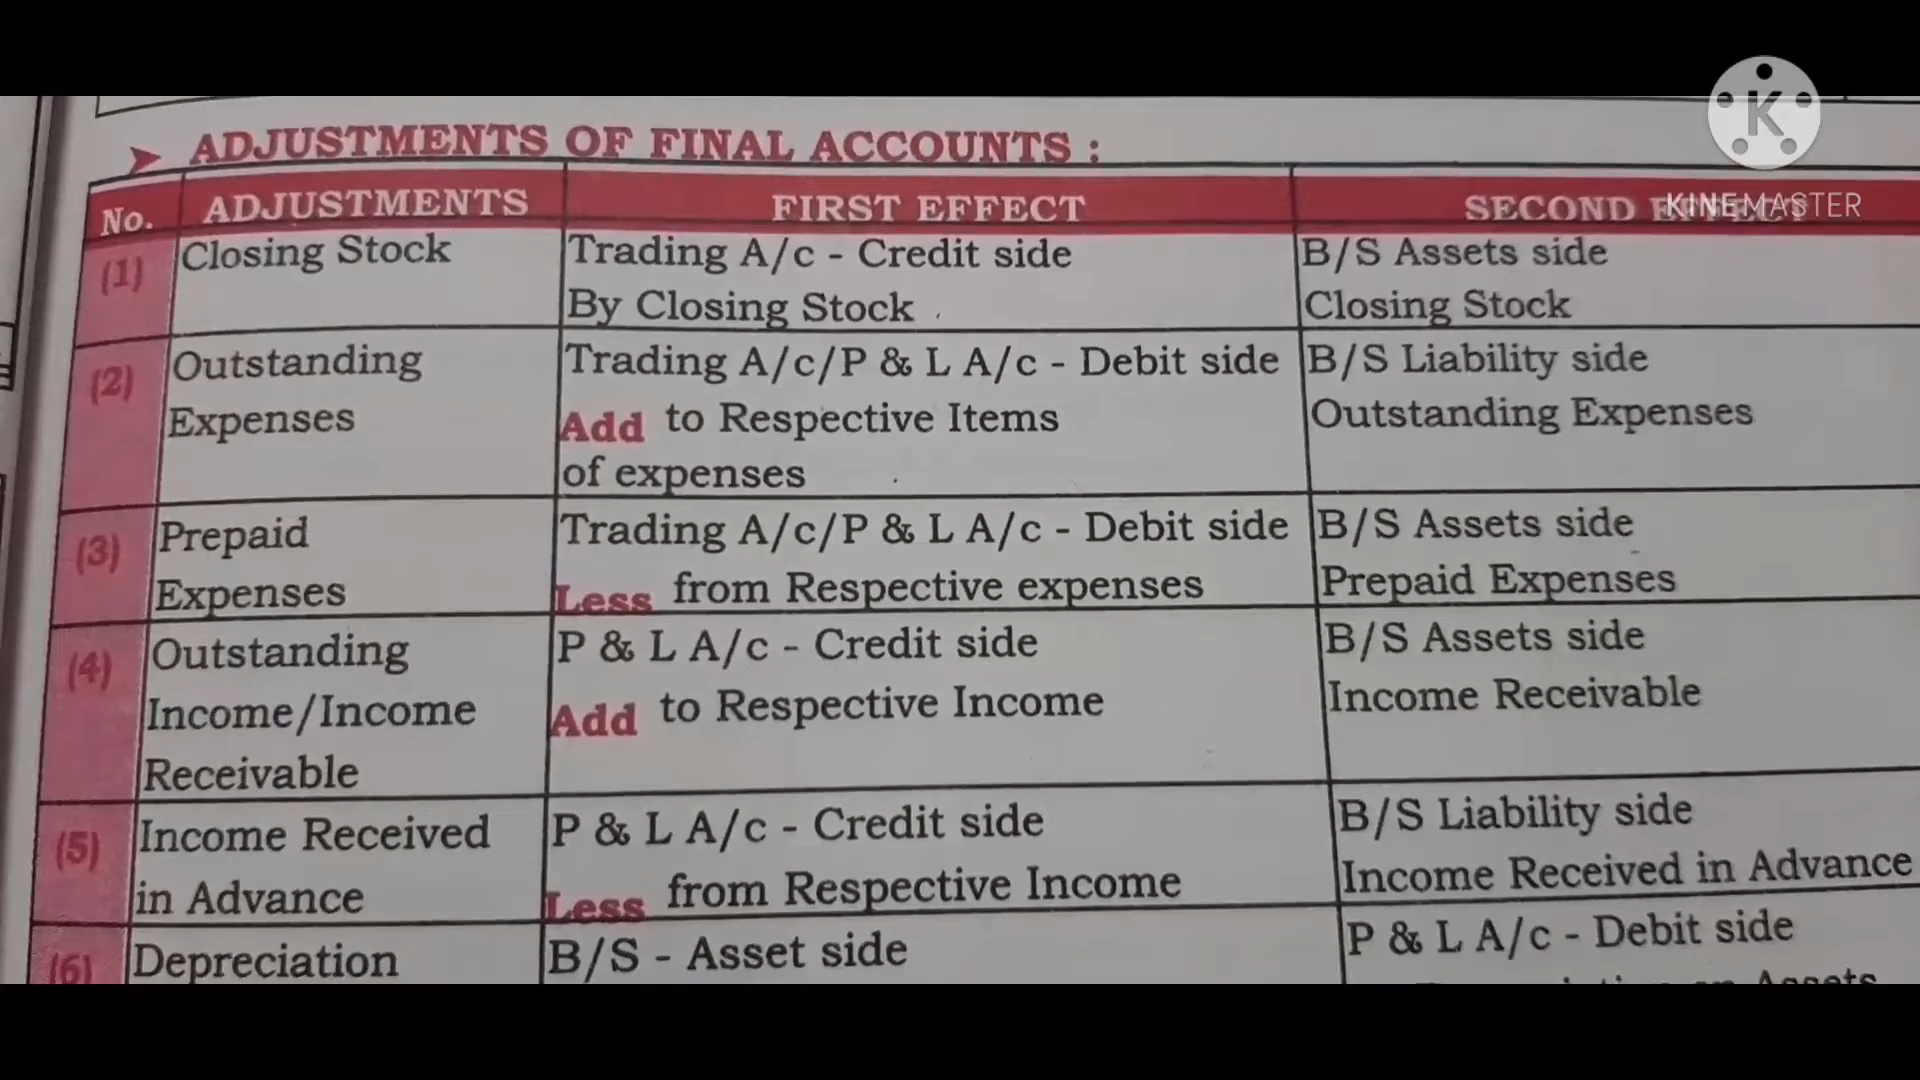 K
KINEMASTER
ADJUSTMENTS OF FINAL ACCOUNTS :
No. ADJUSTMENTS FIRST EFFECT SECOND
(1) Closing Stock Trading A/c - Credit side B/S Assets side
By Closing Stock Closing Stock
(2) Outstanding Trading A/c/P & L A/c - Debit side B/S Liability side
Expenses Add to Respective Items Outstanding Expenses
of expenses
(3) Prepaid Trading A/c/P & L A/c - Debit side B/S Assets side
Expenses Less from Respective expenses Prepaid Expenses
(4) Outstanding P & L A/c - Credit side B/S Assets side
Income/Income Add to Respective Income Income Receivable
Receivable
(5) Income Received P & L A/c - Credit side B/S Liability side
in Advance Less from Respective Income Income Received in Advance
(6) Depreciation B/S - Asset side P & L A/c - Debit side
on Assets